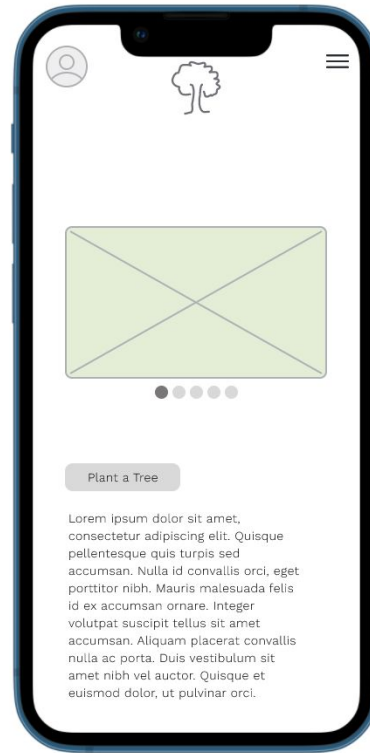 Plant a Tree
Lorem ipsum dolor sit amet,
consectetur adipiscing elit. Quisque
pellentesque quis turpis sed
accumsan. Nulla id convallis orci, eget
porttitor nibh. Mauris malesuada felis
id ex accumsan ornare. Integer
volutpat suscipit tellus sit amet
accumsan. Aliquam placerat convallis
nulla ac porta. Duis vestibulum sit
amet nibh vel auctor. Quisque et
euismod dolor, ut pulvinar orci.